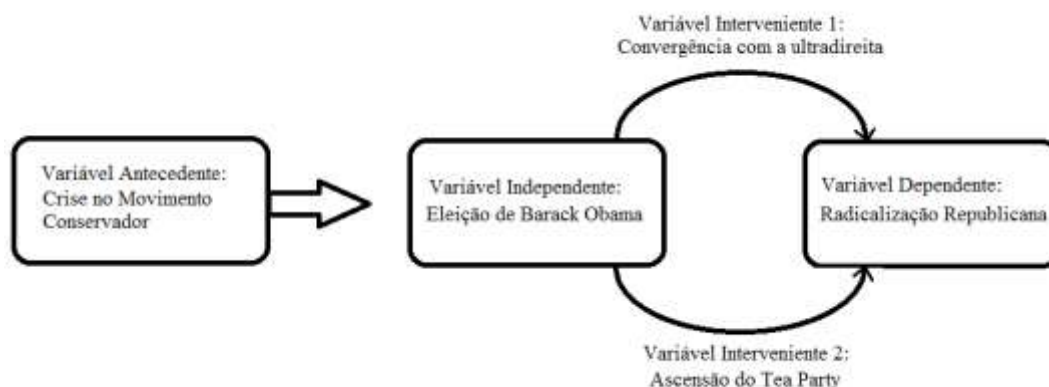 Variável Interveniente 1:
Convergência com a ultradireita
Variável Antecedente:
Crise no Movimento
Conservador
Variável Independente:
Eleição de Barack Obama
Variável Dependente:
Radicalização Republicana
Variável Interveniente 2:
Ascensão do Tea Party